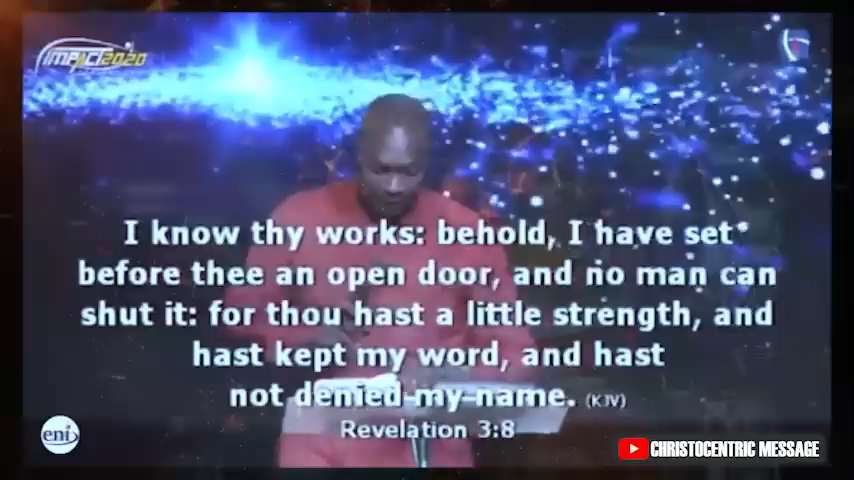 IMPACT2020
I know thy works: behold, I have set
before thee an open door, and no man can
shut it: for thou hast a little strength, and
hast kept my word, and hast
not denied my name. (KJV)
Revelation 3:8
eni
CHRISTOCENTRIC MESSAGE